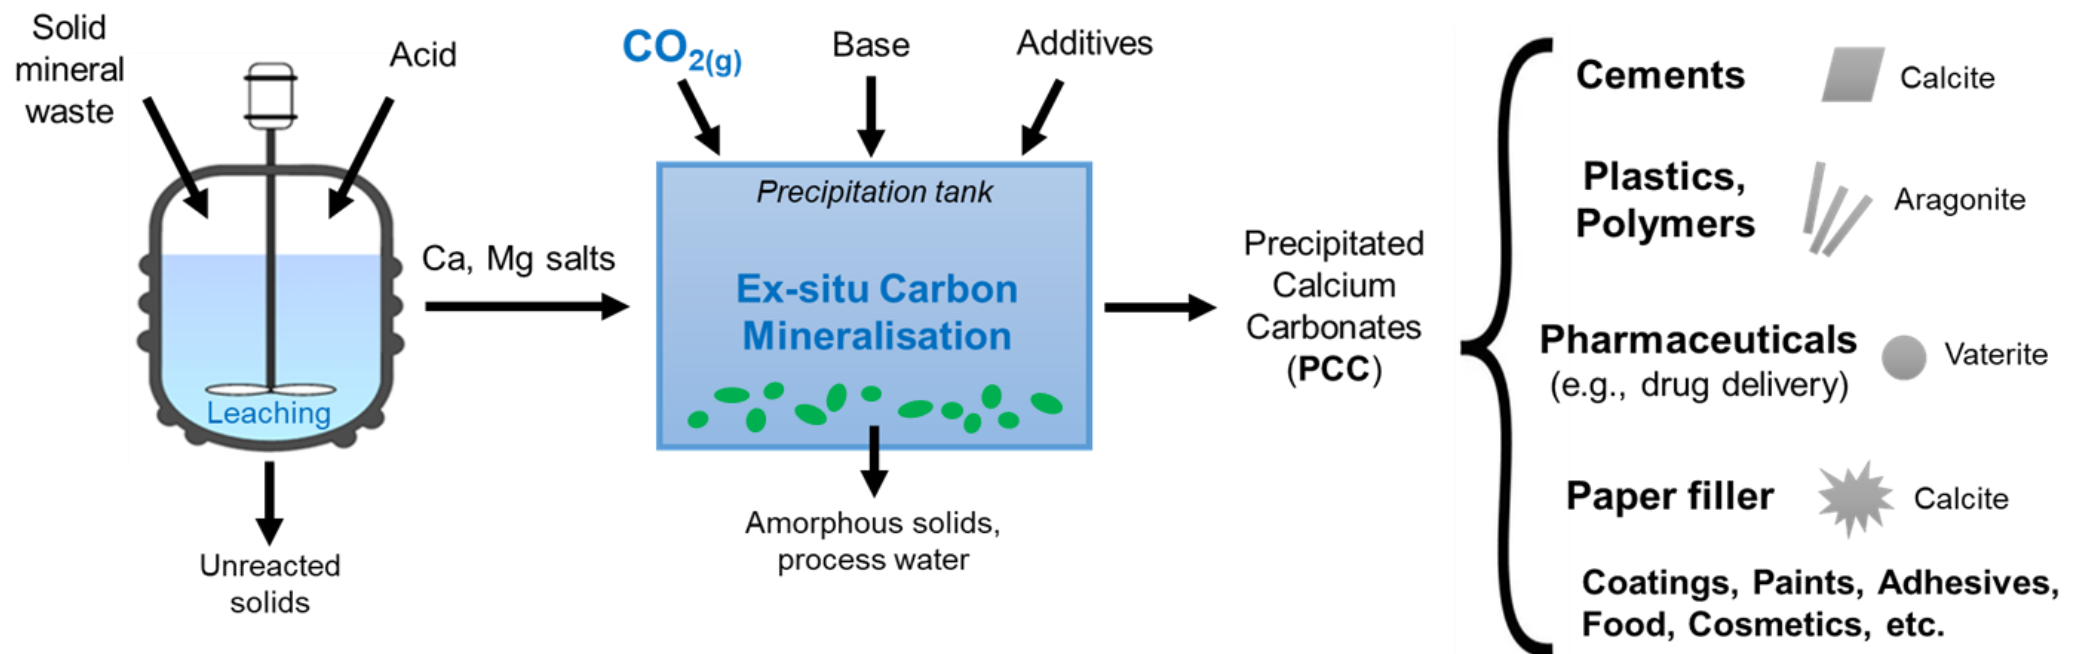 Solid
mineral
waste
Acid
Leaching
Unreacted
solids
Ca, Mg salts
CO2(g)
Base
Additives
Precipitation tank
Ex-situ Carbon
Mineralisation
Amorphous solids,
process water
Precipitated
Calcium
Carbonates
(PCC)
Cements
Calcite
Plastics,
Polymers
Aragonite
Pharmaceuticals
(e.g., drug delivery)
Vaterite
Paper filler
Calcite
Coatings, Paints, Adhesives,
Food, Cosmetics, etc.